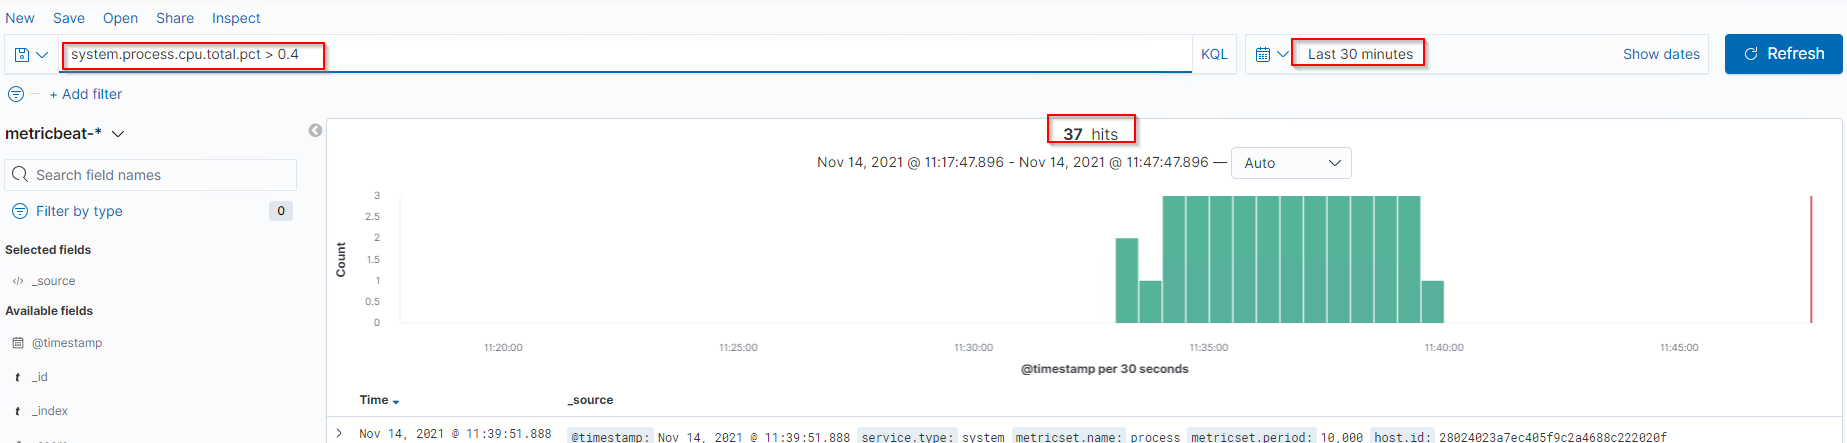 New Save Open Share Inspect
system.process.cpu.total.pct > 0.4 KQL Last 30 minutes Show dates Refresh
+ Add filter
metricbeat-*
37 hits
Nov 14, 2021 @ 11:17:47.896 - Nov 14, 2021 @ 11:47:47.896 — Auto
Search field names
Filter by type 0
Selected fields
_source
Available fields
@timestamp
_id
_index
3
2.5
2
1.5
1
0.5
0
Count
11:20:00 11:25:00 11:30:00 11:35:00 11:40:00 11:45:00
@timestamp per 30 seconds
Time _source
Nov 14, 2021 @ 11:39:51.888 @timestamp: Nov 14, 2021 @ 11:39:51.888 service.type: system metricset.name: process metricset.period: 10,000 host.id: 28024023a7ec405f9c2a4688c222020f